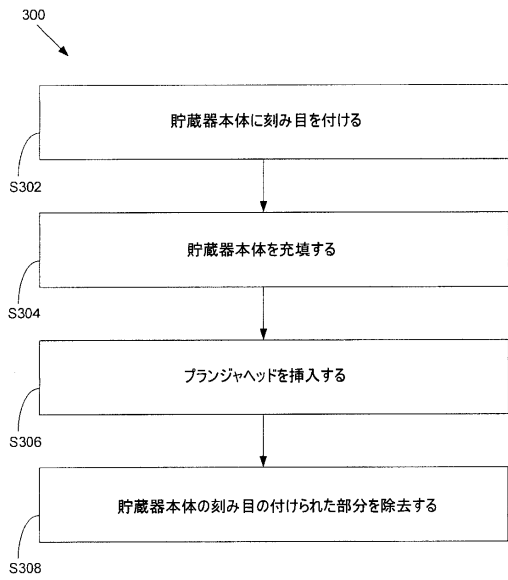 300
貯蔵器本体に刻み目を付ける
S302
貯蔵器本体を充填する
S304
プランジャヘッドを挿入する
S306
貯蔵器本体の刻み目の付けられた部分を除去する
S308